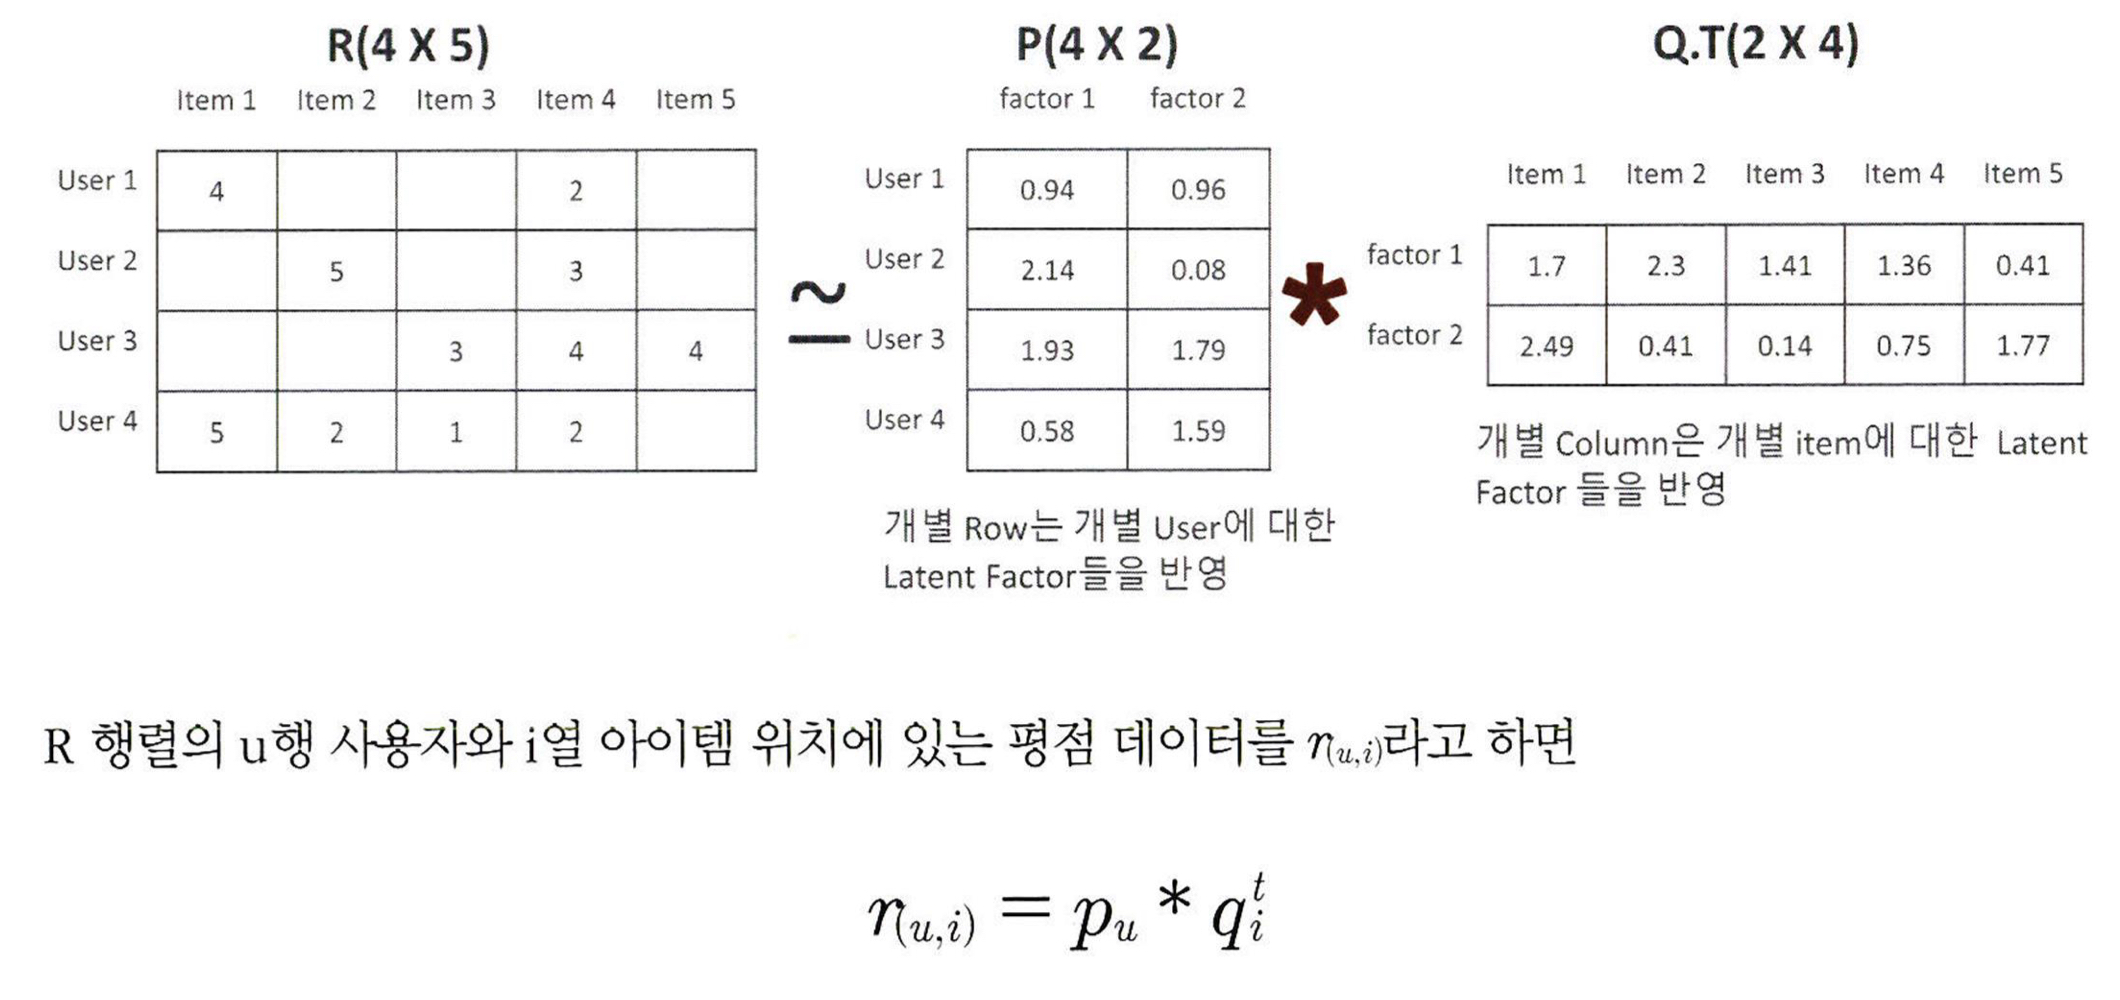 R(4 X 5)
Item 1 Item 2 Item 3 Item 4 Item 5
User 1 4 2
User 2 5 3
User 3 3 4 4
User 4 5 2 1 2
≃
P(4 X 2)
factor 1 factor 2
User 1 0.94 0.96
User 2 2.14 0.08
User 3 1.93 1.79
User 4 0.58 1.59
개별 Row는 개별 User에 대한
Latent Factor들을 반영
*
Q.T(2 X 4)
Item 1 Item 2 Item 3 Item 4 Item 5
factor 1 1.7 2.3 1.41 1.36 0.41
factor 2 2.49 0.41 0.14 0.75 1.77
개별 Column은 개별 item에 대한 Latent
Factor 들을 반영
R 행렬의 u행 사용자와 i열 아이템 위치에 있는 평점 데이터를 r(u,i)라고 하면
r(u,i) = p_u * q_i^t